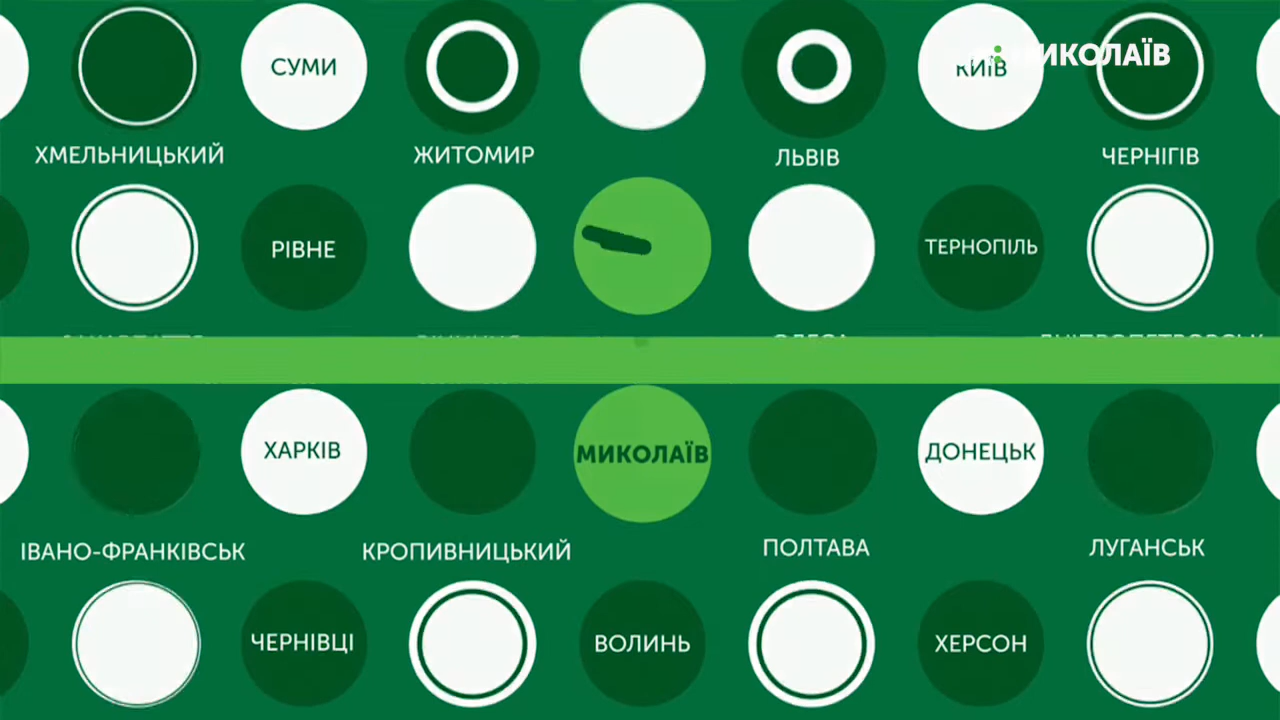 МИКОЛАЇВ
СУМИ
КИЇВ
ХМЕЛЬНИЦЬКИЙ
ЖИТОМИР
ЛЬВІВ
ЧЕРНІГІВ
РІВНЕ
ТЕРНОПІЛЬ
ХАРКІВ
МИКОЛАЇВ
ДОНЕЦЬК
ІВАНО-ФРАНКІВСЬК
КРОПИВНИЦЬКИЙ
ПОЛТАВА
ЛУГАНСЬК
ЧЕРНІВЦІ
ВОЛИНЬ
ХЕРСОН